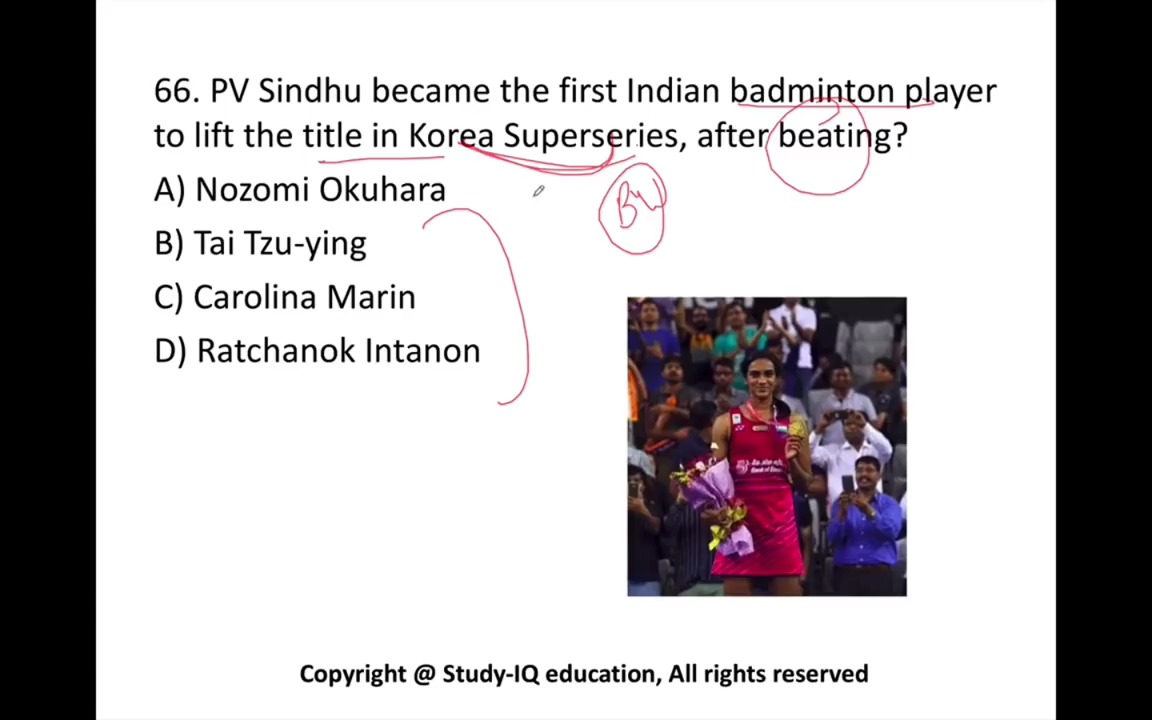 66. PV Sindhu became the first Indian badminton player
to lift the title in Korea Superseries, after beating?
A) Nozomi Okuhara
BW
B) Tai Tzu-ying
C) Carolina Marin
D) Ratchanok Intanon
Copyright @ Study-IQ education, All rights reserved